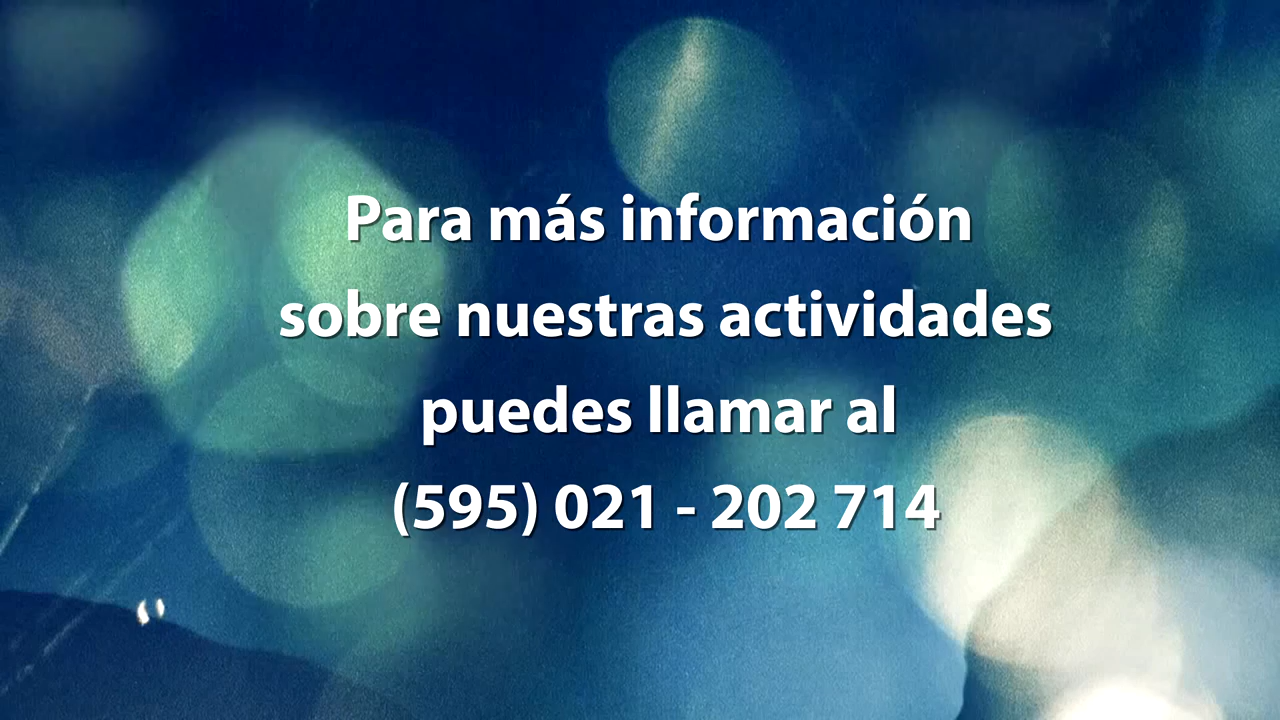 Para más información
sobre nuestras actividades
puedes llamar al
(595) 021 - 202 714